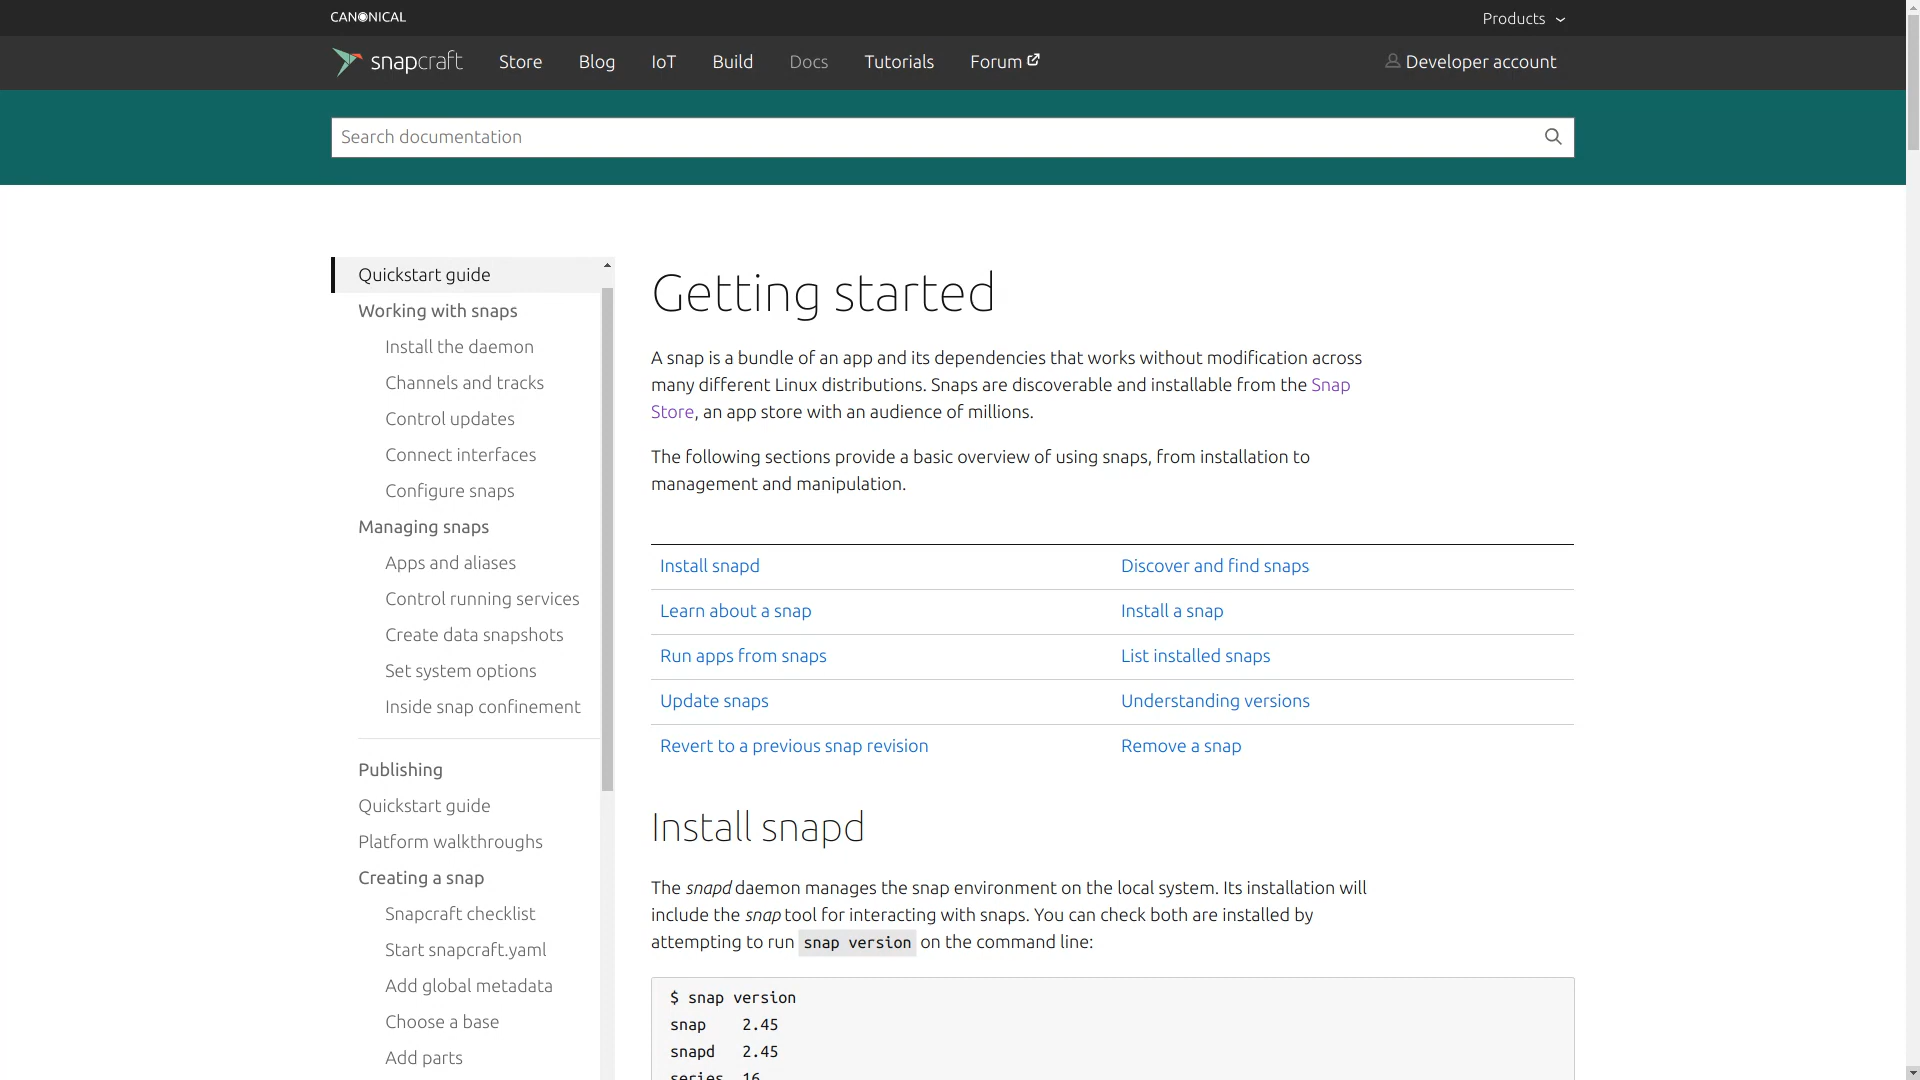 CANONICAL
Products
snapcraft
Store
Blog
IoT
Build
Docs
Tutorials
Forum
Developer account
Search documentation
Quickstart guide
Working with snaps
Install the daemon
Channels and tracks
Control updates
Connect interfaces
Configure snaps
Managing snaps
Apps and aliases
Control running services
Create data snapshots
Set system options
Inside snap confinement
Publishing
Quickstart guide
Platform walkthroughs
Creating a snap
Snapcraft checklist
Start snapcraft.yaml
Add global metadata
Choose a base
Add parts
Getting started
A snap is a bundle of an app and its dependencies that works without modification across
many different Linux distributions. Snaps are discoverable and installable from the Snap
Store, an app store with an audience of millions.
The following sections provide a basic overview of using snaps, from installation to
management and manipulation.
Install snapd
Discover and find snaps
Learn about a snap
Install a snap
Run apps from snaps
List installed snaps
Update snaps
Understanding versions
Revert to a previous snap revision
Remove a snap
Install snapd
The snapd daemon manages the snap environment on the local system. Its installation will
include the snap tool for interacting with snaps. You can check both are installed by
attempting to run snap version on the command line:
$ snap version
snap 2.45
snapd 2.45
series 16